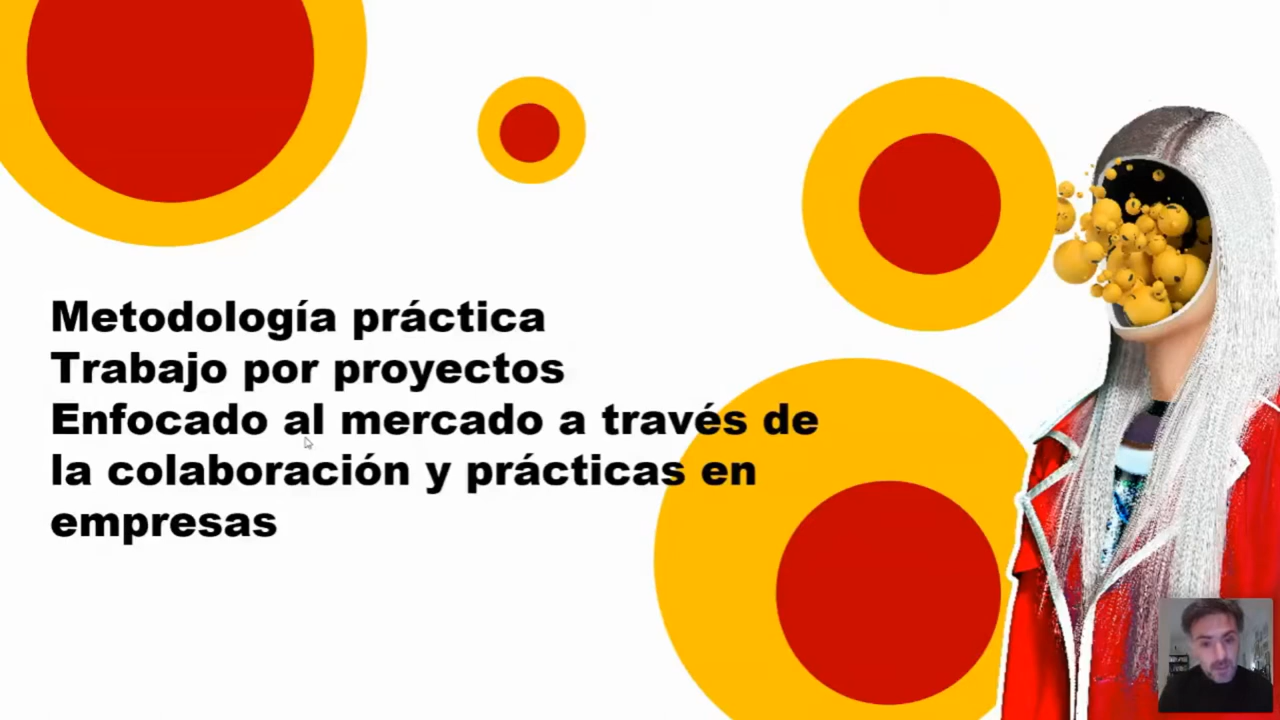 Metodología práctica
Trabajo por proyectos
Enfocado al mercado a través de
la colaboración y prácticas en
empresas